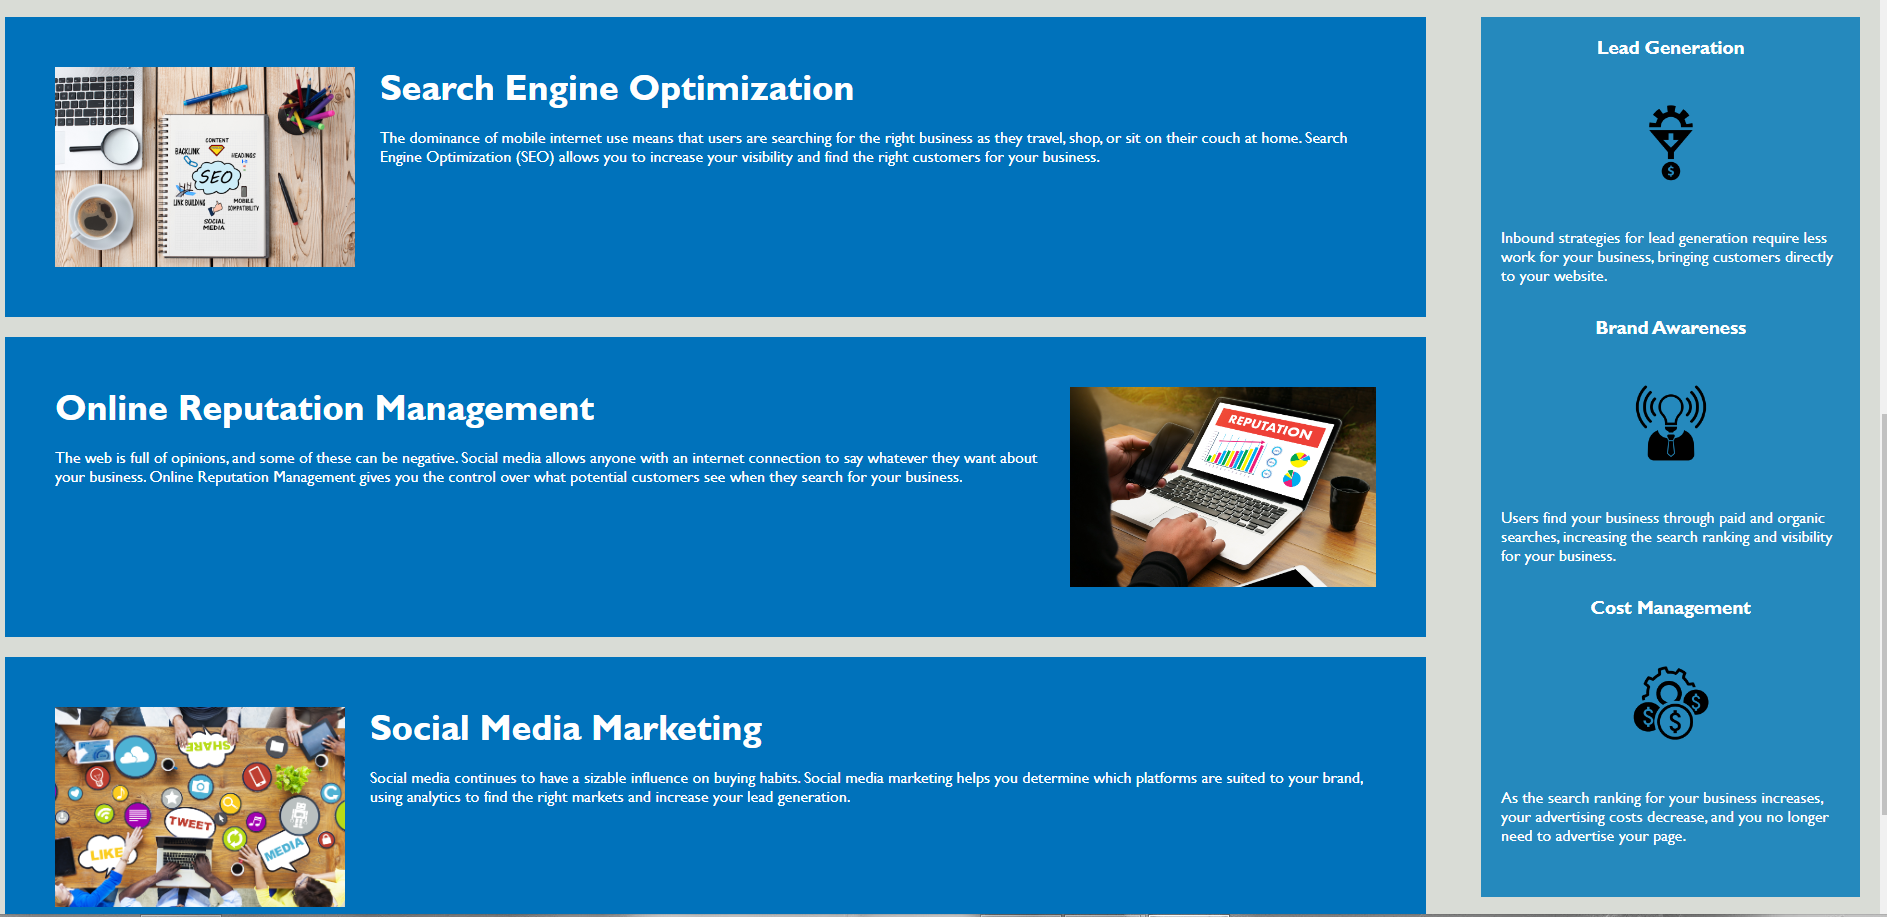 Search Engine Optimization
The dominance of mobile internet use means that users are searching for the right business as they travel, shop, or sit on their couch at home. Search
Engine Optimization (SEO) allows you to increase your visibility and find the right customers for your business.
CONTENT
BACKLINK
HEADINGS
SEO
LINK BUILDING
MOBILE
COMPATIBILITY
SOCIAL
MEDIA
Online Reputation Management
The web is full of opinions, and some of these can be negative. Social media allows anyone with an internet connection to say whatever they want about
your business. Online Reputation Management gives you the control over what potential customers see when they search for your business.
REPUTATION
Social Media Marketing
Social media continues to have a sizable influence on buying habits. Social media marketing helps you determine which platforms are suited to your brand,
using analytics to find the right markets and increase your lead generation.
SHARE
TWEET
LIKE
MEDIA
Lead Generation
$
Inbound strategies for lead generation require less
work for your business, bringing customers directly
to your website.
Brand Awareness
Users find your business through paid and organic
searches, increasing the search ranking and visibility
for your business.
Cost Management
$ $ $
As the search ranking for your business increases,
your advertising costs decrease, and you no longer
need to advertise your page.